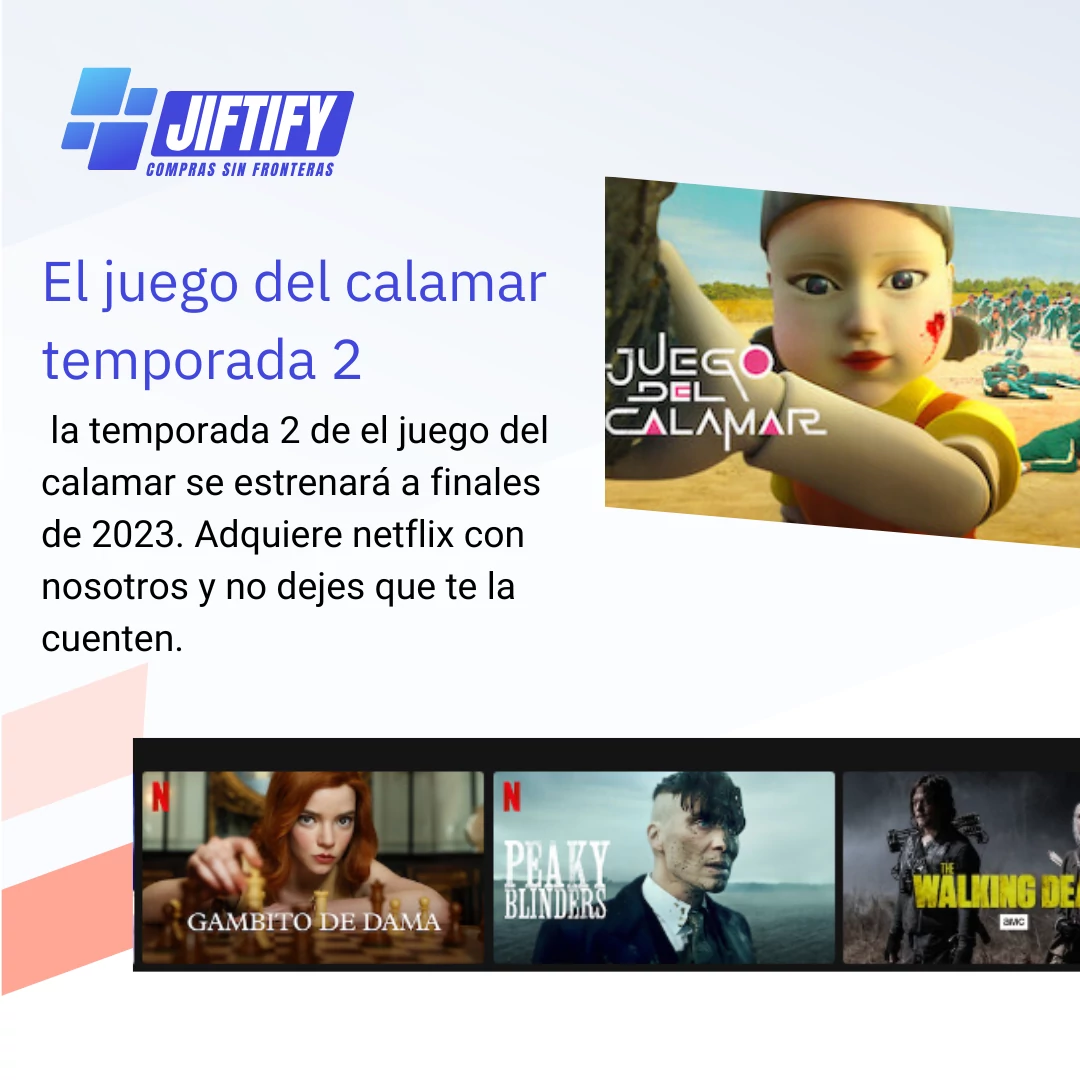 JIFTIFY
COMPRAS SIN FRONTERAS
El juego del calamar
temporada 2
la temporada 2 de el juego del
calamar se estrenará a finales
de 2023. Adquiere netflix con
nosotros y no dejes que te la
cuenten.
JUEGO
DEL
CALAMAR
N
GAMBITO DE DAMA
N
PEAKY
BLINDERS
THE
WALKING DEA
aMC